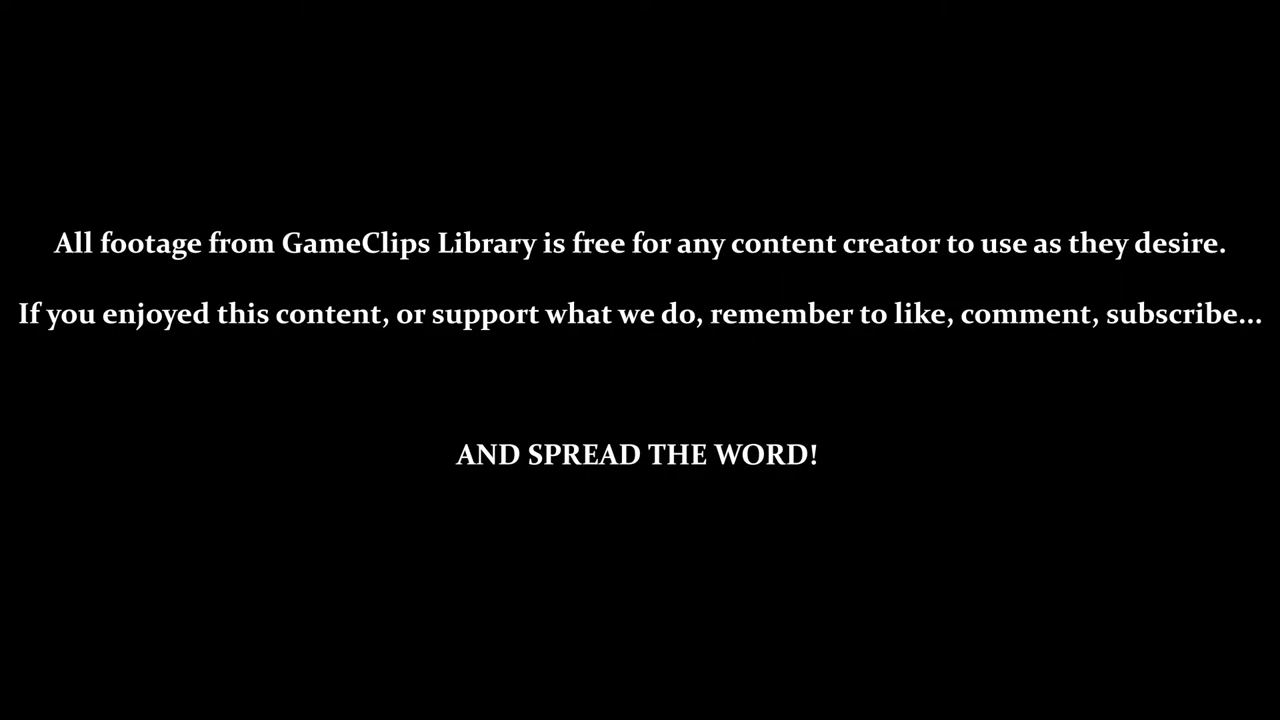 All footage from GameClips Library is free for any content creator to use as they desire.
If you enjoyed this content, or support what we do, remember to like, comment, subscribe...
AND SPREAD THE WORD!